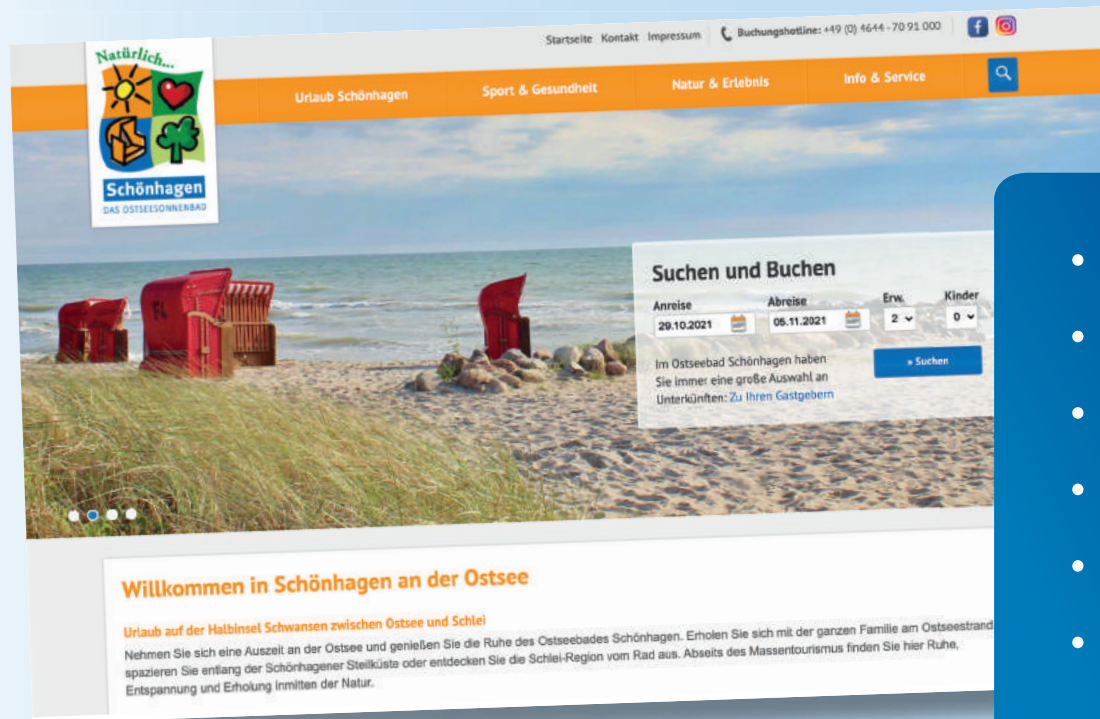 Startseite Kontakt Impressum Buchungshotline: +49 (0) 4644 - 70 91 000
Natürlich...
Schönhagen
DAS OSTSEESONNENBAD
Urlaub Schönhagen Sport & Gesundheit Natur & Erlebnis Info & Service
F4
Suchen und Buchen
Anreise Abreise Erw. Kinder
29.10.2021 05.11.2021 2 0
Im Ostseebad Schönhagen haben
Sie immer eine große Auswahl an
Unterkünften: Zu Ihren Gastgebern
» Suchen
Willkommen in Schönhagen an der Ostsee
Urlaub auf der Halbinsel Schwansen zwischen Ostsee und Schlei
Nehmen Sie sich eine Auszeit an der Ostsee und genießen Sie die Ruhe des Ostseebades Schönhagen. Erholen Sie sich mit der ganzen Familie am Ostseestrand
spazieren Sie entlang der Schönhagener Steilküste oder entdecken Sie die Schlei-Region vom Rad aus. Abseits des Massentourismus finden Sie hier Ruhe,
Entspannung und Erholung inmitten der Natur.